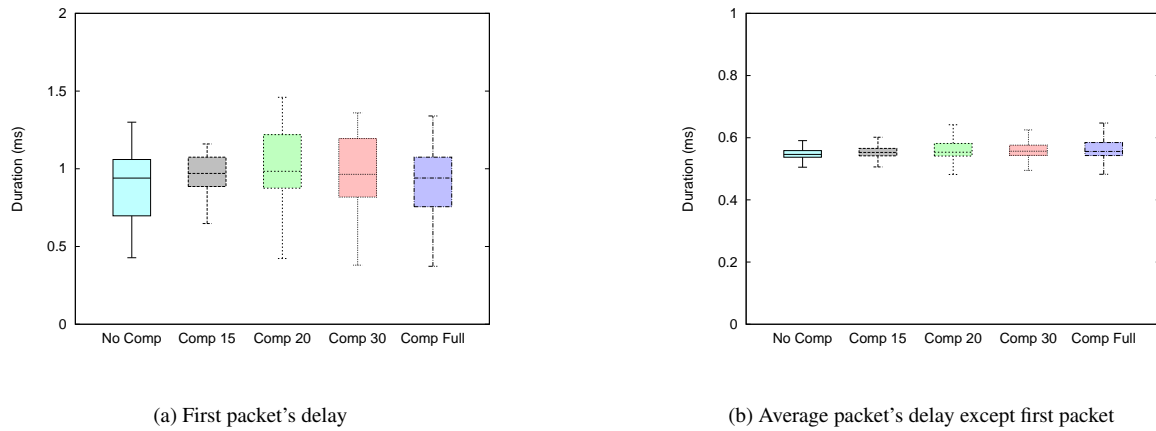 2
1.5
1
0.5
0
Duration (ms)
No Comp Comp 15 Comp 20 Comp 30 Comp Full
(a) First packet's delay
1
0.8
0.6
0.4
0.2
0
Duration (ms)
No Comp Comp 15 Comp 20 Comp 30 Comp Full
(b) Average packet's delay except first packet